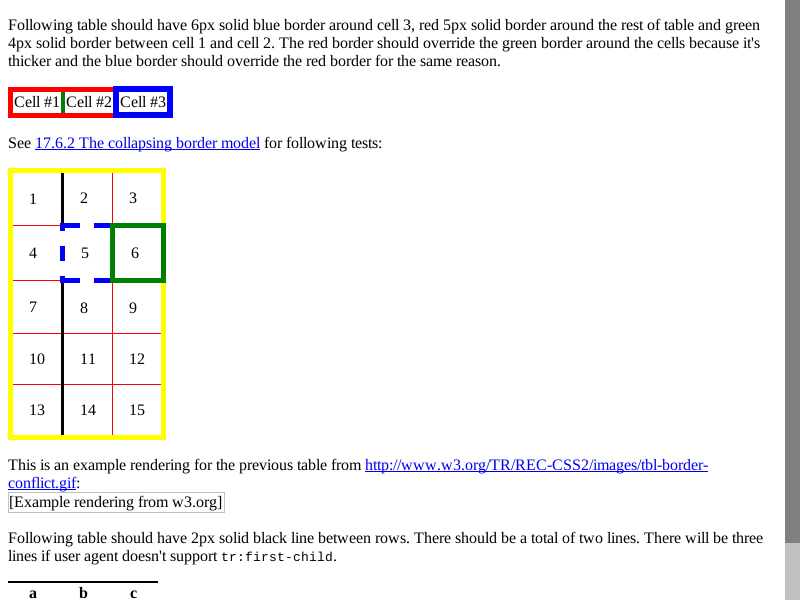 Following table should have 6px solid blue border around cell 3, red 5px solid border around the rest of table and green
4px solid border between cell 1 and cell 2. The red border should override the green border around the cells because it's
thicker and the blue border should override the red border for the same reason.
Cell #1 Cell #2 Cell #3
See 17.6.2 The collapsing border model for following tests:
1 2 3
4 5 6
7 8 9
10 11 12
13 14 15
This is an example rendering for the previous table from http://www.w3.org/TR/REC-CSS2/images/tbl-border-
conflict.gif:
[Example rendering from w3.org]
Following table should have 2px solid black line between rows. There should be a total of two lines. There will be three
lines if user agent doesn't support tr:first-child.
a b c